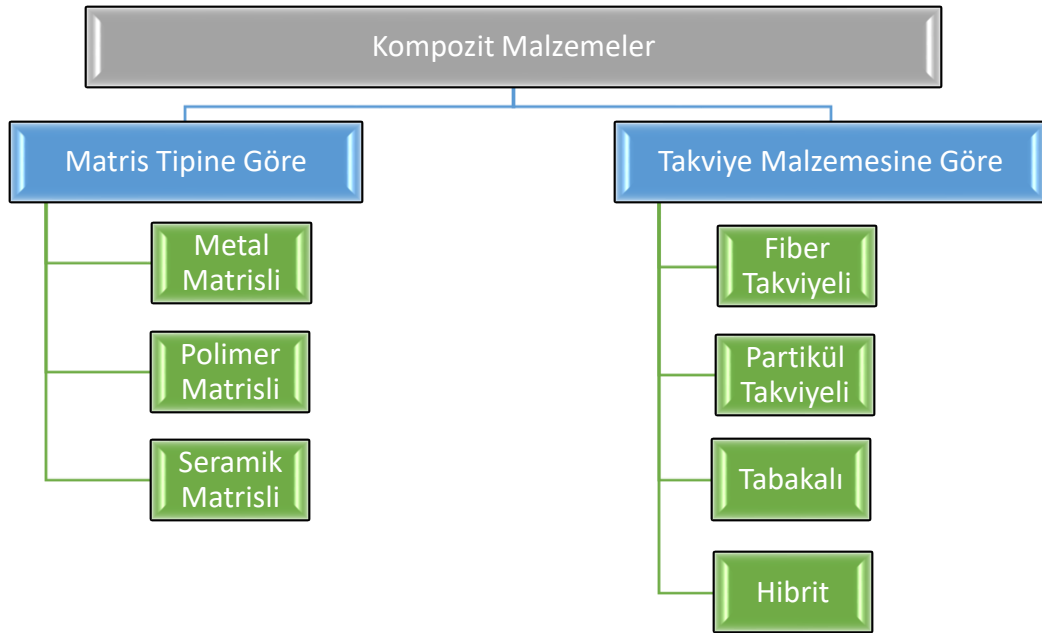 Kompozit Malzemeler
Matris Tipine Göre
Metal
Matrisli
Polimer
Matrisli
Seramik
Matrisli
Takviye Malzemesine Göre
Fiber
Takviyeli
Partikül
Takviyeli
Tabakalı
Hibrit